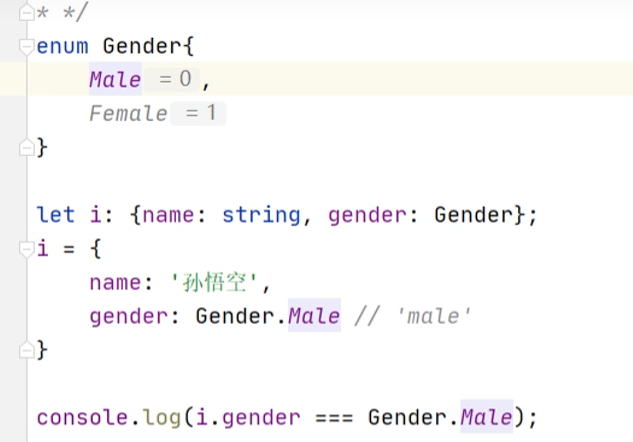 * */
enum Gender{
    Male = 0 ,
    Female = 1
}
let i: {name: string, gender: Gender};
i = {
    name: '孙悟空',
    gender: Gender.Male // 'male'
}
console.log(i.gender === Gender.Male);